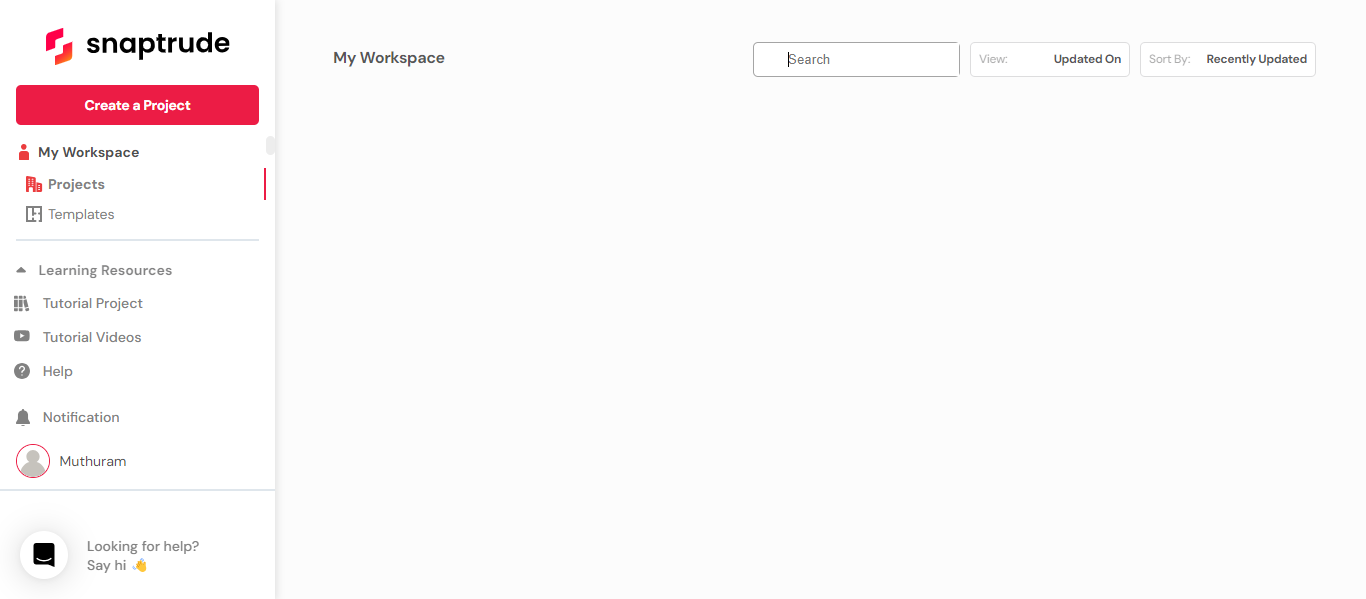 snaptrude
Create a Project
My Workspace
Projects
Templates
Learning Resources
Tutorial Project
Tutorial Videos
Help
Notification
Muthuram
Looking for help?
Say hi 👋
My Workspace
Search
View: Updated On
Sort By: Recently Updated